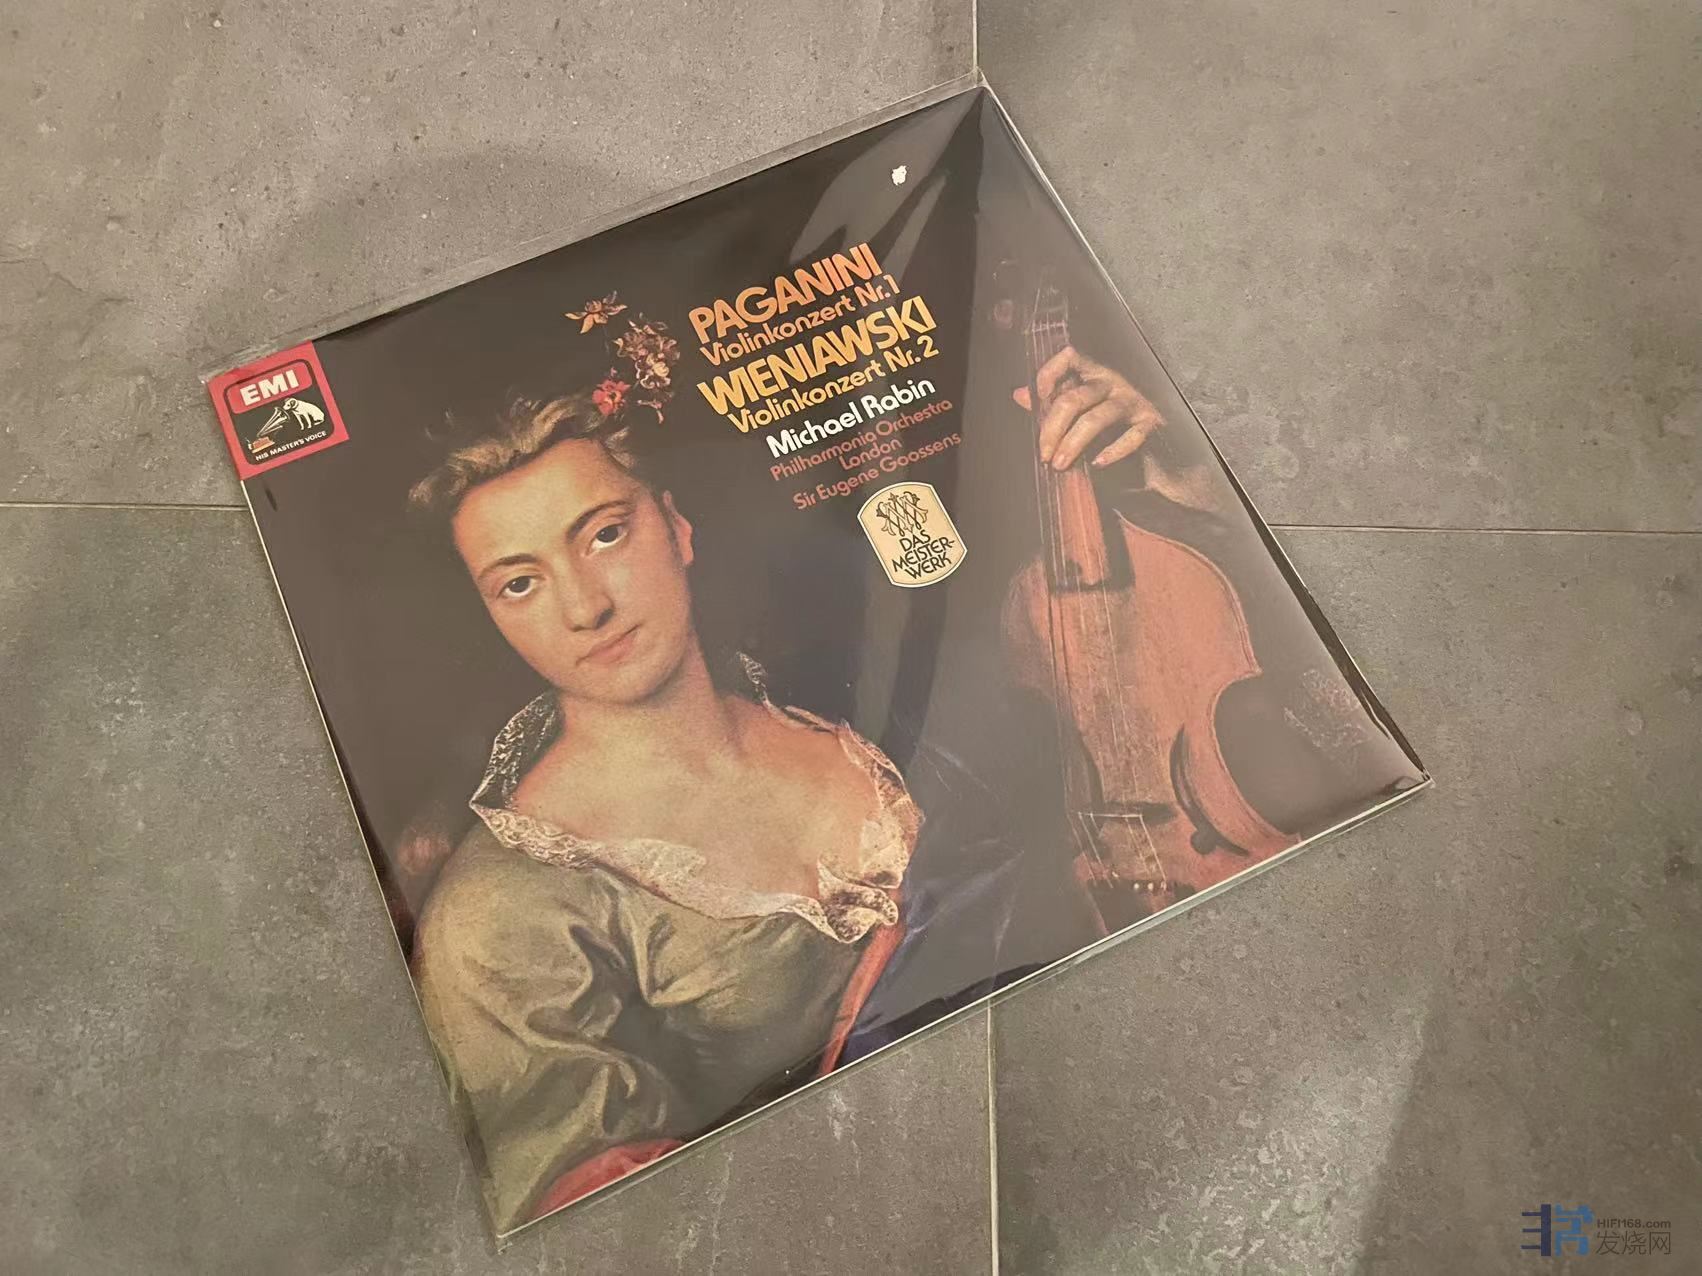 EMI
HIS MASTER'S VOICE
PAGANINI
Violinkonzert Nr.1
WIENIAWSKI
Violinkonzert Nr.2
Michael Rabin
Philharmonia Orchestra
London
Sir Eugene Goossens
DAS
MEISTER-
WERK
HIFI168.com
发烧网